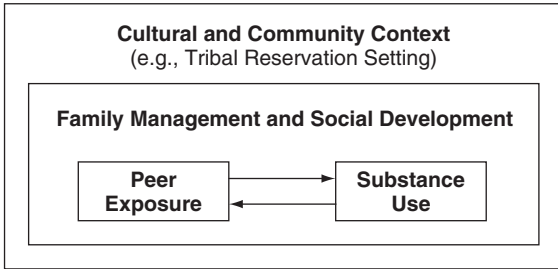 Cultural and Community Context
(e.g., Tribal Reservation Setting)
Family Management and Social Development
Peer
Exposure
Substance
Use